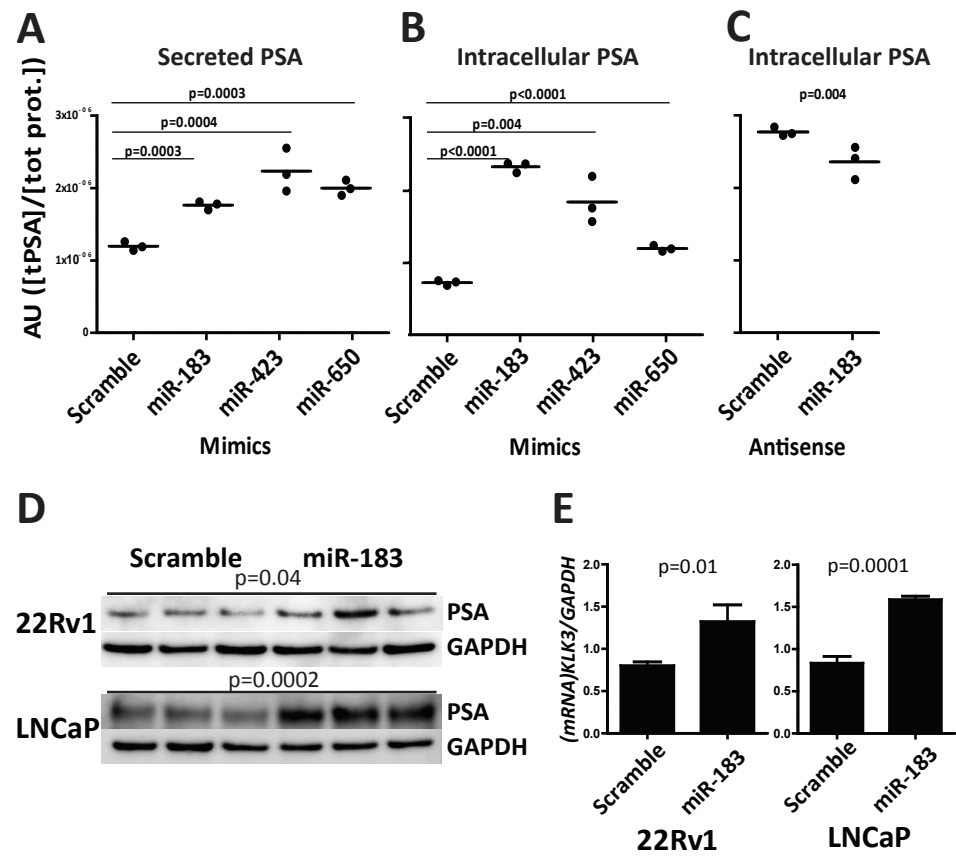 A
B
C
Secreted PSA
Intracellular PSA
Intracellular PSA
AU ([tPSA]/[tot prot.])
p=0.0003
p=0.0004
p=0.0003
p<0.0001
p=0.004
p<0.0001
p=0.004
3x10⁻⁰⁶
2x10⁻⁰⁶
1x10⁻⁰⁶
0
Scramble
miR-183
miR-423
miR-650
Mimics
Scramble
miR-183
miR-423
miR-650
Mimics
Scramble
miR-183
Antisense
D
Scramble miR-183
p=0.04
22Rv1
PSA
GAPDH
p=0.0002
LNCaP
PSA
GAPDH
E
(mRNA)KLK3/GAPDH
2.0
1.5
1.0
0.5
0.0
p=0.01
Scramble
miR-183
22Rv1
2.0
1.5
1.0
0.5
0.0
p=0.0001
Scramble
miR-183
LNCaP